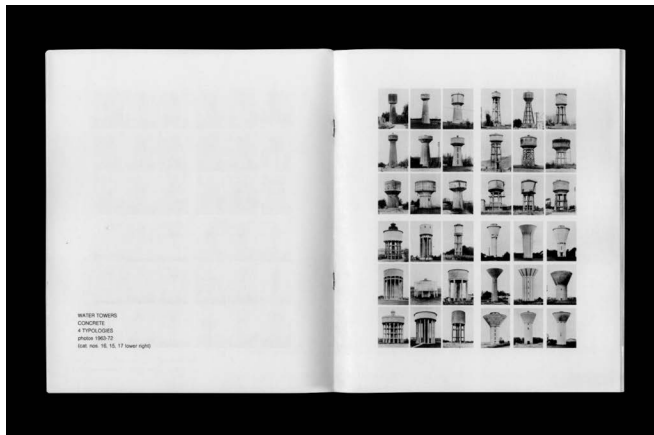 WATER TOWERS
CONCRETE
4 TYPOLOGIES
photos 1963-72
(cat. nos. 16, 15, 17 lower right)